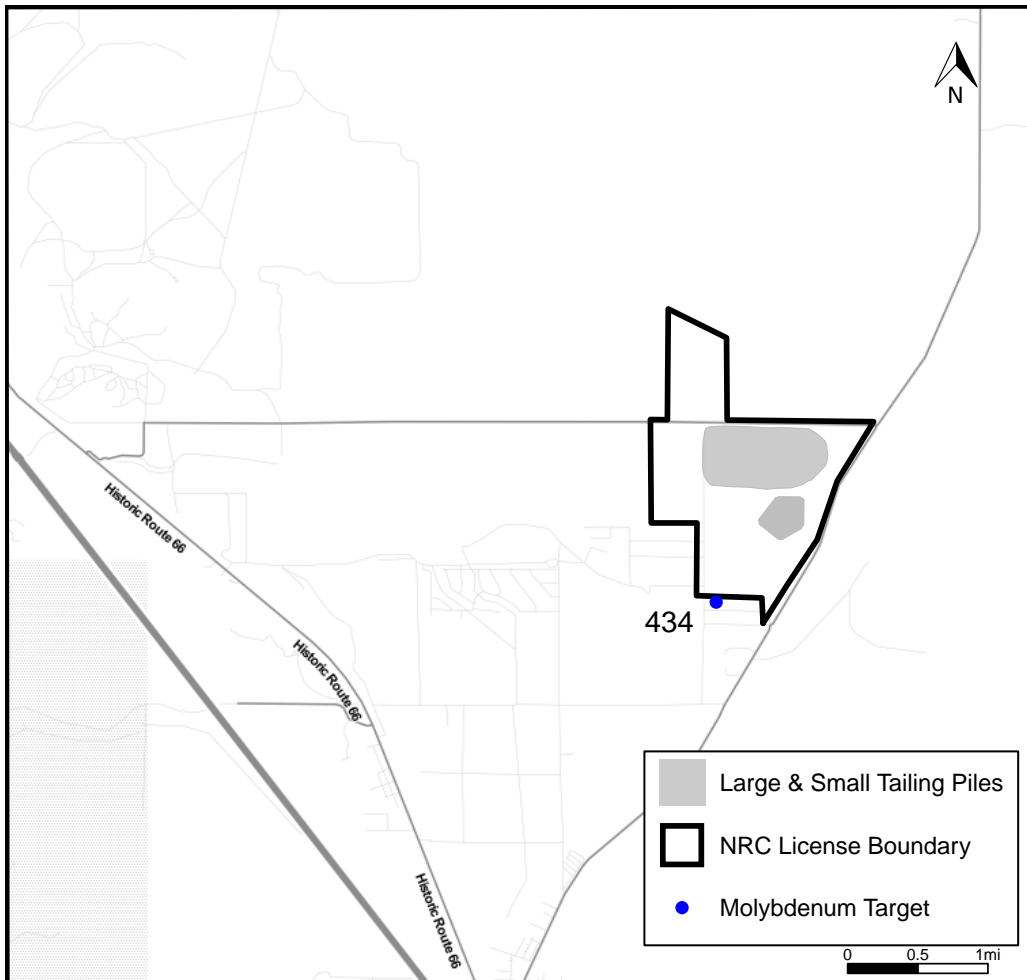 N
Historic Route 66
434
Historic Route 66
Large & Small Tailing Piles
NRC License Boundary
Historic Route 66
Molybdenum Target
0 0.5 1mi